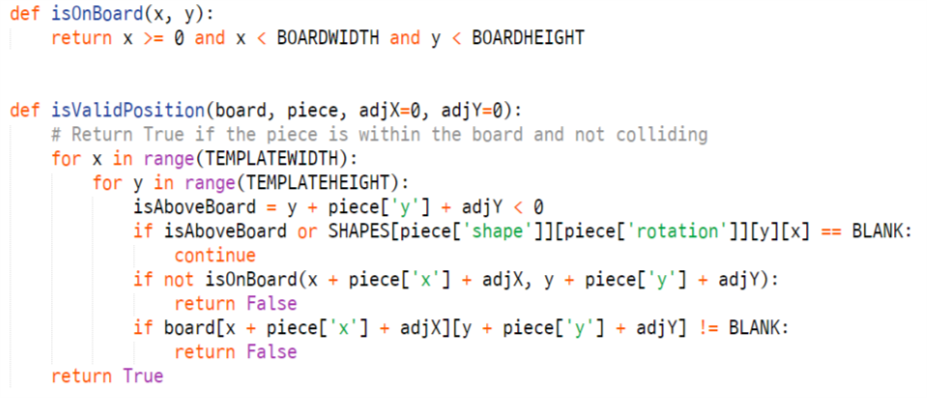 def isOnBoard(x, y):
    return x >= 0 and x < BOARDWIDTH and y < BOARDHEIGHT
def isValidPosition(board, piece, adjX=0, adjY=0):
    # Return True if the piece is within the board and not colliding
    for x in range(TEMPLATEWIDTH):
        for y in range(TEMPLATEHEIGHT):
            isAboveBoard = y + piece['y'] + adjY < 0
            if isAboveBoard or SHAPES[piece['shape']][piece['rotation']][y][x] == BLANK:
                continue
            if not isOnBoard(x + piece['x'] + adjX, y + piece['y'] + adjY):
                return False
            if board[x + piece['x'] + adjX][y + piece['y'] + adjY] != BLANK:
                return False
    return True